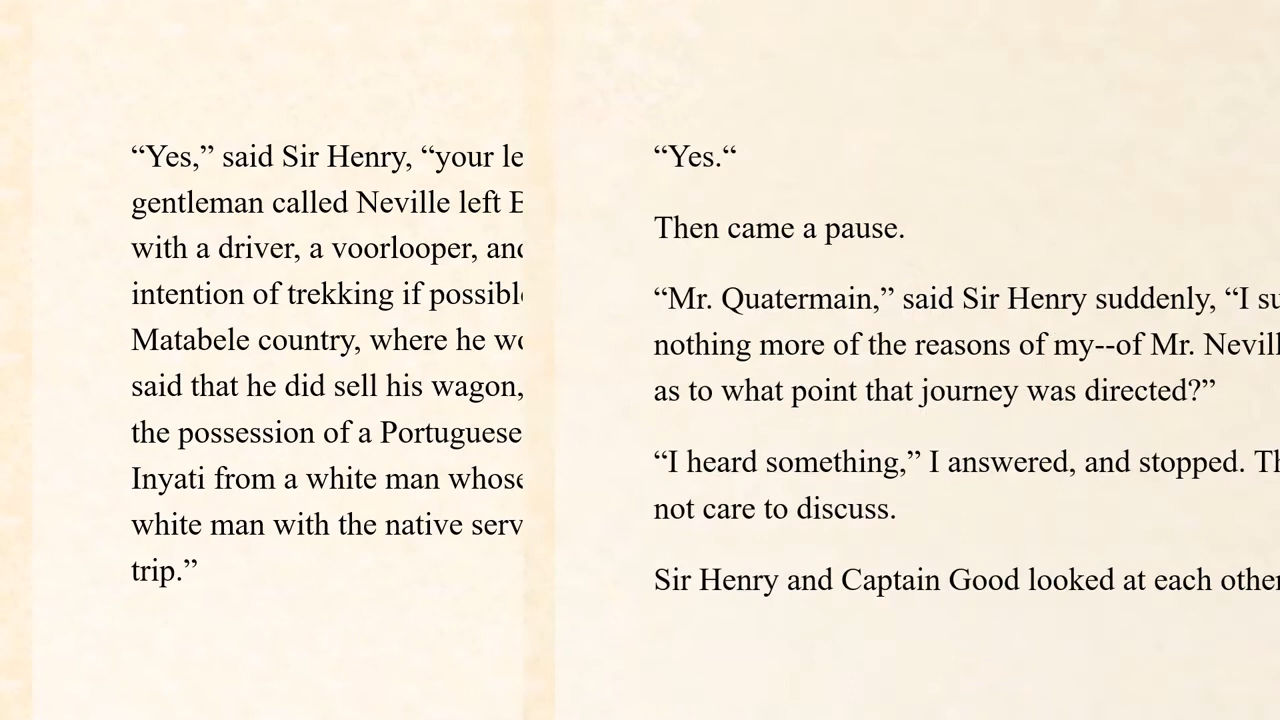 “Yes,” said Sir Henry, “your le
gentleman called Neville left
with a driver, a voorlooper, and
intention of trekking if
Matabele country, where he
said that he did sell his wagon,
the possession of a Portuguese
Inyati from a white man whose
white man with the native
trip.”
“Yes.“
Then came a pause.
“Mr. Quatermain,” said Sir Henry suddenly, “I
nothing more of the reasons of my--of Mr.
as to what point that journey was directed?”
“I heard something,” I answered, and stopped.
not care to discuss.
Sir Henry and Captain Good looked at each other